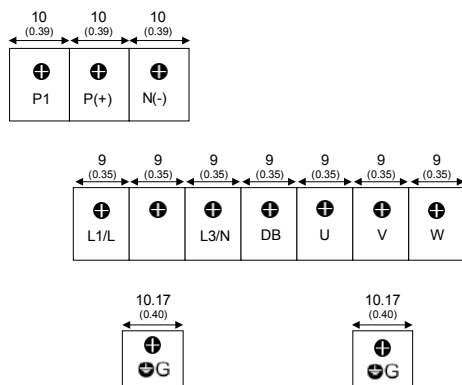 10 10 10
(0.39) (0.39) (0.39)
P1 P(+) N(-)
9 9 9 9 9 9 9
(0.35) (0.35) (0.35) (0.35) (0.35) (0.35) (0.35)
L1/L L3/N DB U V W
10.17 10.17
(0.40) (0.40)
G G